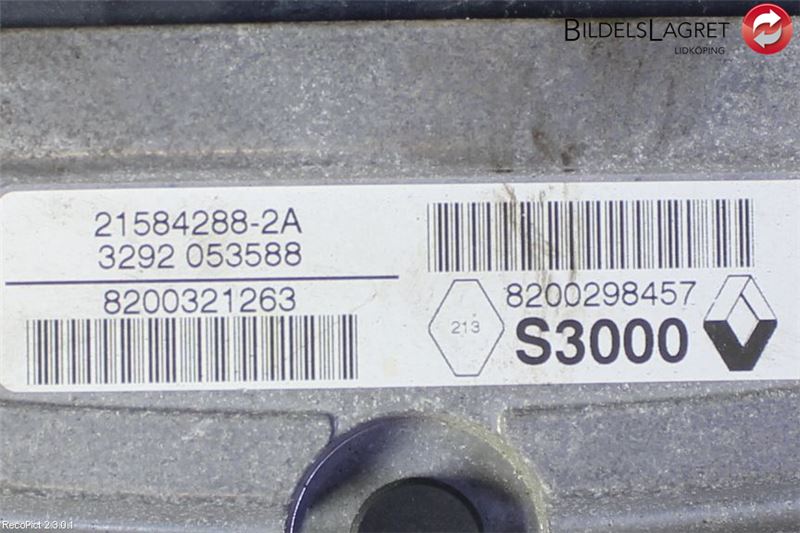 BILDELSLAGRET
LIDKÖPING
21584288-2A
3292 053588
8200321263
8200298457
213
S3000
RecoPict 2.3.0.1